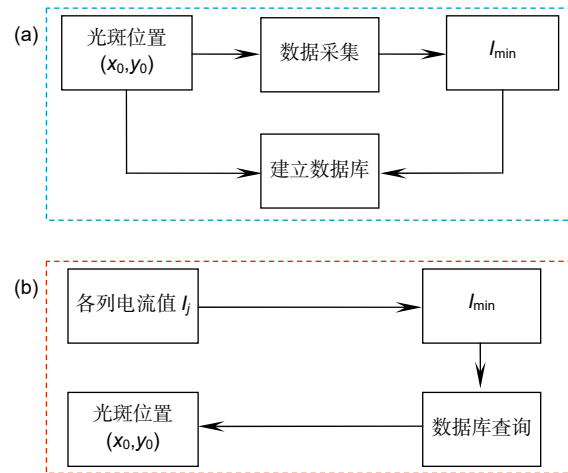 (a)
光斑位置
(x₀,y₀)
数据采集
Iₘᵢₙ
建立数据库
(b)
各列电流值 Iⱼ
Iₘᵢₙ
光斑位置
(x₀,y₀)
数据库查询